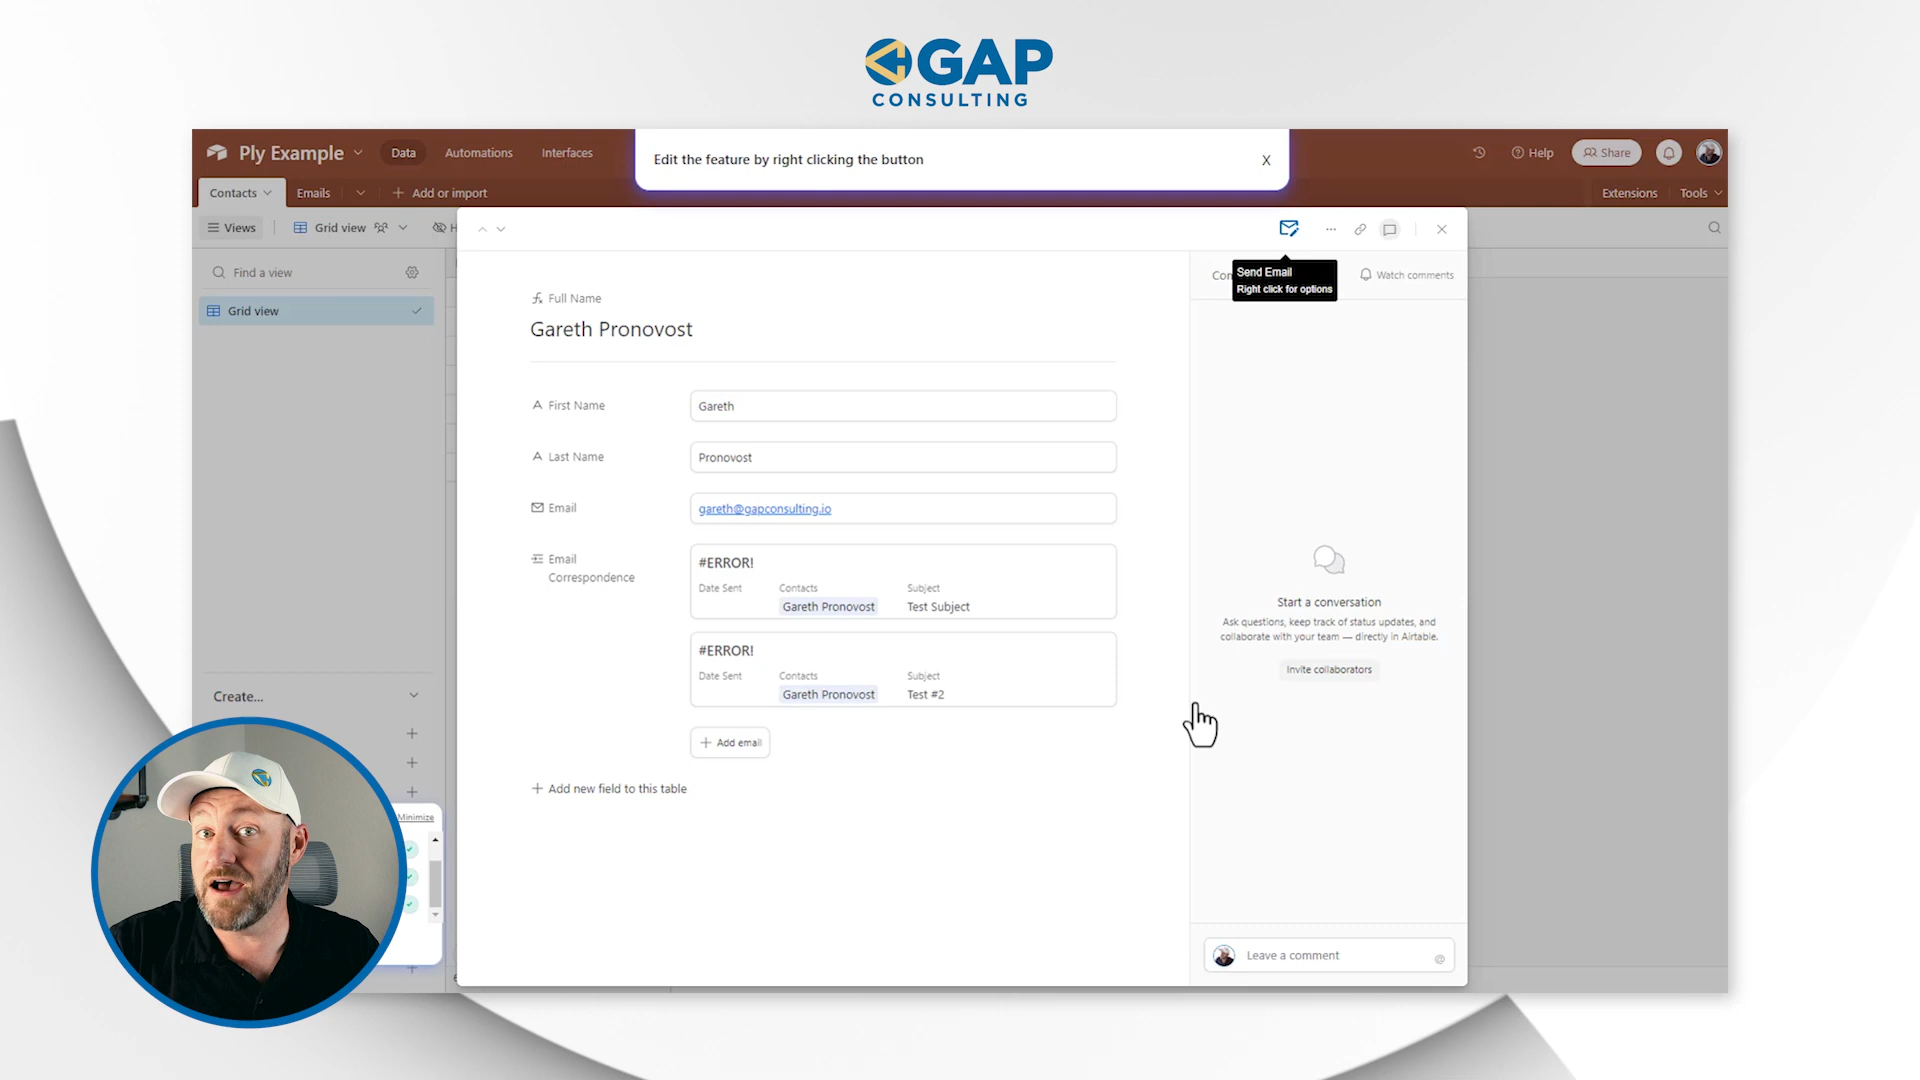 GAP
CONSULTING
Ply Example
Data
Automations
Interfaces
Edit the feature by right clicking the button
X
Help
Share
Contacts
Emails
Add or import
Extensions
Tools
Views
Grid view
H
Find a view
Grid view
Create...
Minimize
Full Name
Gareth Pronovost
First Name
Gareth
Last Name
Pronovost
Email
gareth@gapconsulting.io
Email
Correspondence
#ERROR!
Date Sent
Contacts
Subject
Gareth Pronovost
Test Subject
#ERROR!
Date Sent
Contacts
Subject
Gareth Pronovost
Test #2
Add email
Add new field to this table
Send Email
Right click for options
Watch comments
Start a conversation
Ask questions, keep track of status updates, and
collaborate with your team — directly in Airtable.
Invite collaborators
Leave a comment
@